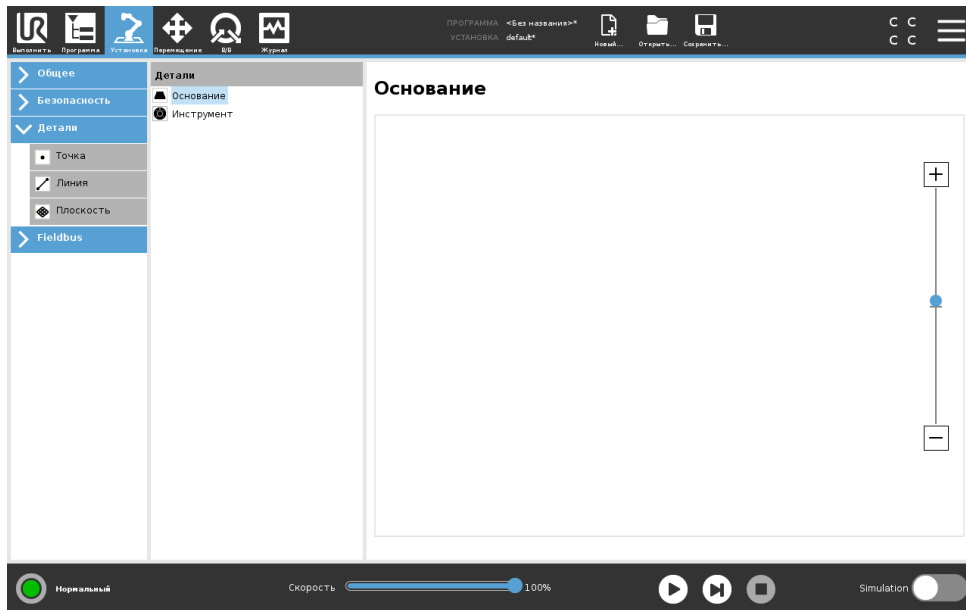 UR
Выполнить
Программа
Установка
Перемещение
В/В
Журнал
ПРОГРАММА <Без названия>*
УСТАНОВКА default*
Новый...
Открыть...
Сохранить...
C C
C C
Общее
Безопасность
Детали
Точка
Линия
Плоскость
Fieldbus
Детали
Основание
Инструмент
Основание
Нормальный
Скорость
100%
Simulation